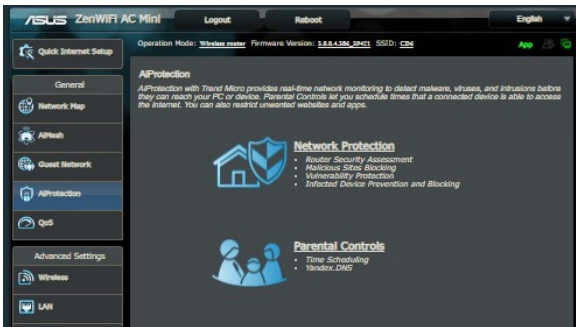 ASUS ZenWiFi AC Mini Logout Reboot English
Quick Internet Setup
Operation Mode: Wireless router Firmware Version: 3.0.0.4.386_39421 SSID: CD6
App
General
Network Map
AiMesh
Guest Network
AiProtection
QoS
Advanced Settings
Wireless
LAN
AiProtection
AiProtection with Trend Micro provides real-time network monitoring to detect malware, viruses, and intrusions before
they can reach your PC or device. Parental Controls let you schedule times that a connected device is able to access
the Internet. You can also restrict unwanted websites and apps.
Network Protection
• Router Security Assessment
• Malicious Sites Blocking
• Vulnerability Protection
• Infected Device Prevention and Blocking
Parental Controls
• Time Scheduling
• Yandex.DNS